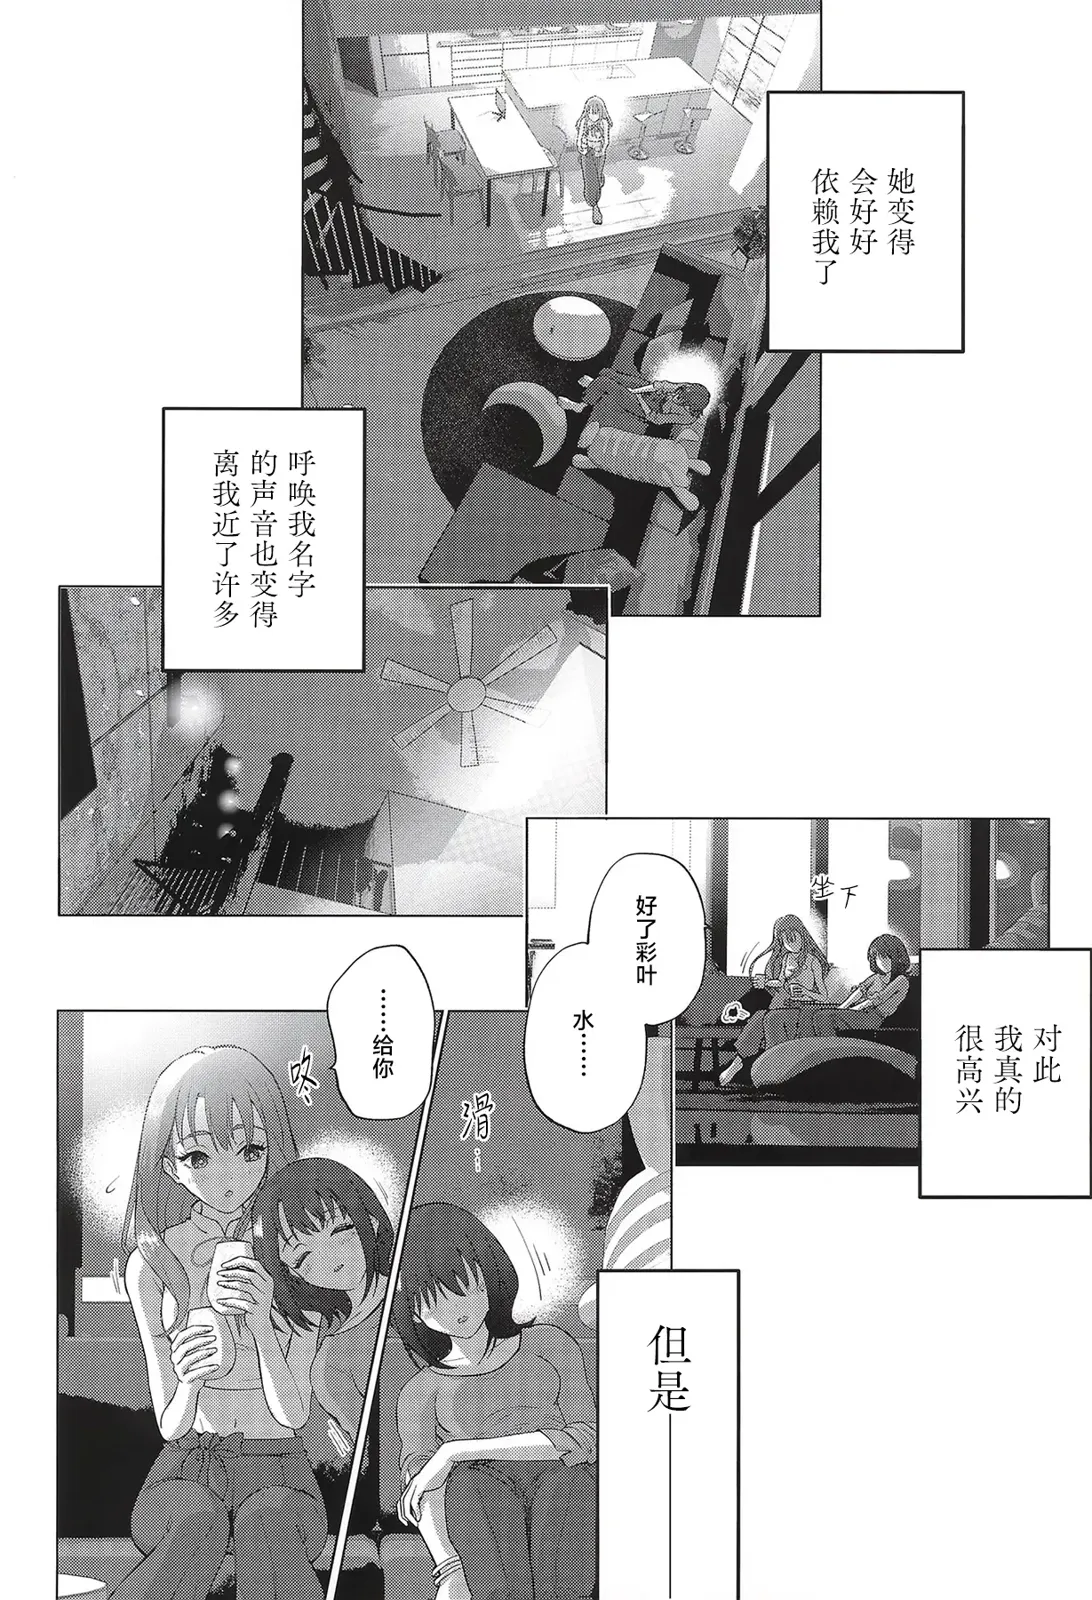 她变得
会好好
依赖我了
呼唤我名字
的声音也变得
离我近了许多
坐下
好了彩叶
水……
对此
我真的
很高兴
滑…
……给你
咚
但是——